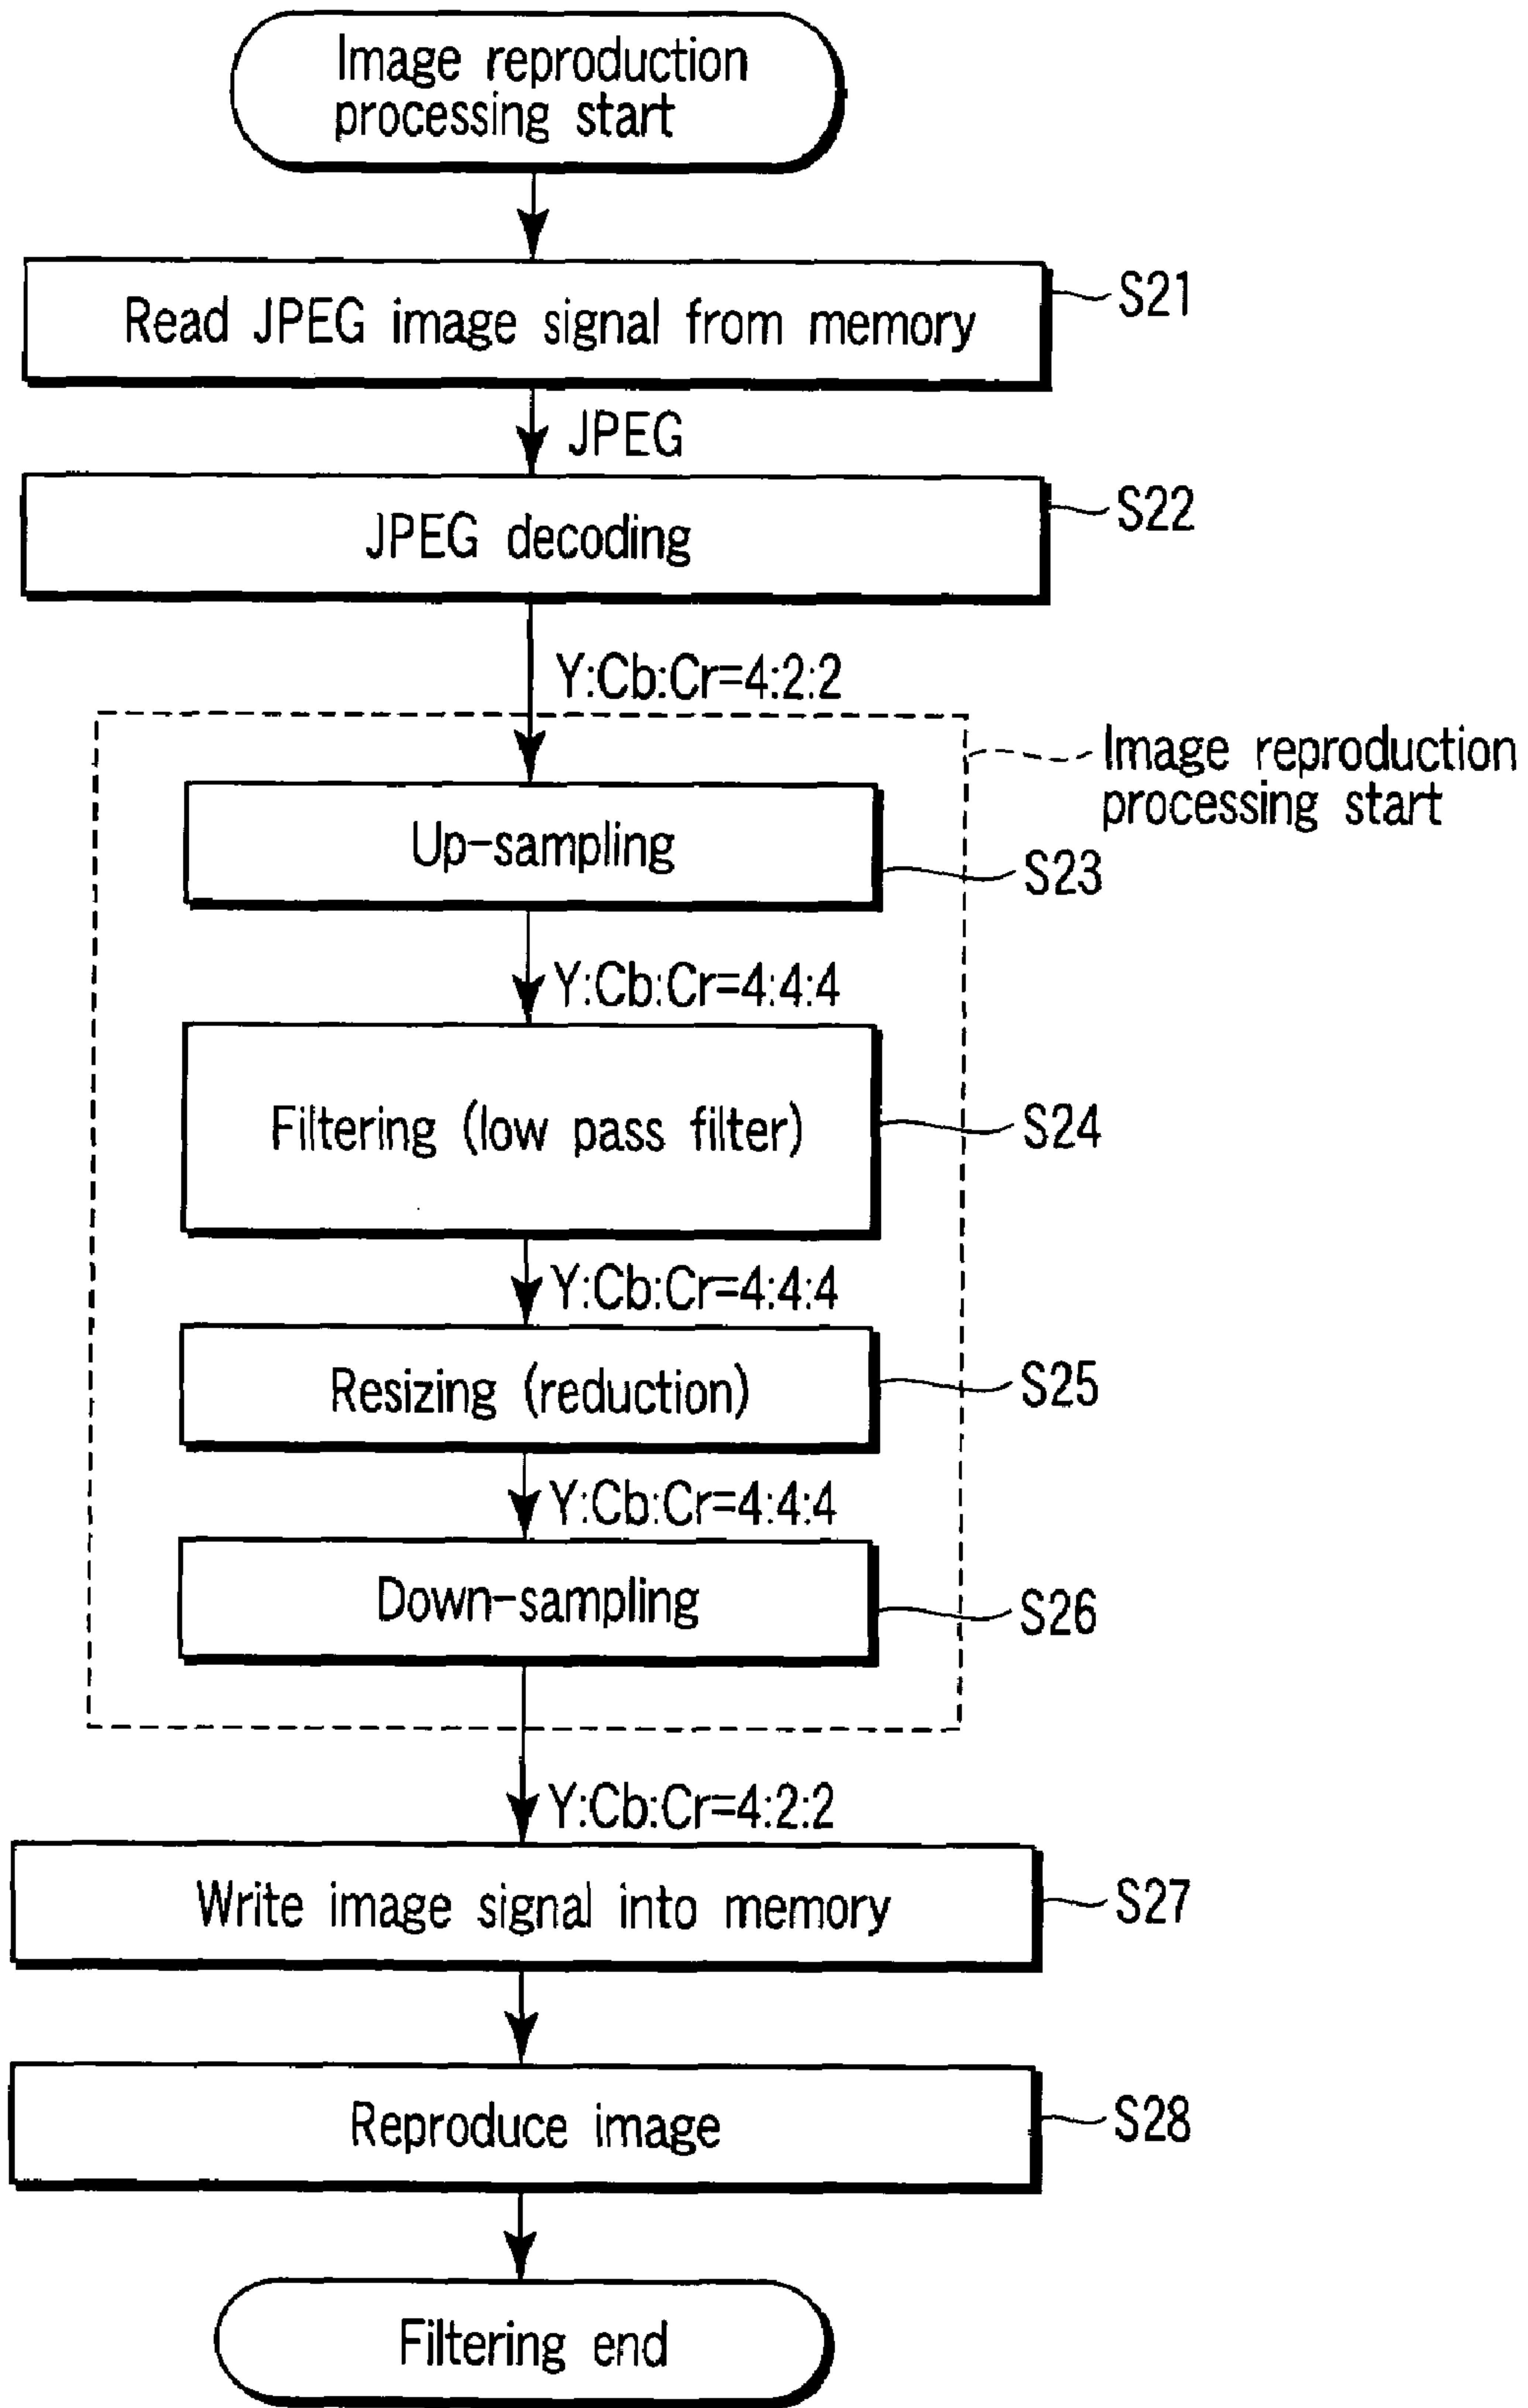 Image reproduction
processing start
Read JPEG image signal from memory
S21
JPEG
JPEG decoding
S22
Y:Cb:Cr=4:2:2
Image reproduction
processing start
Up-sampling
S23
Y:Cb:Cr=4:4:4
Filtering (low pass filter)
S24
Y:Cb:Cr=4:4:4
Resizing (reduction)
S25
Y:Cb:Cr=4:4:4
Down-sampling
S26
Y:Cb:Cr=4:2:2
Write image signal into memory
S27
Reproduce image
S28
Filtering end